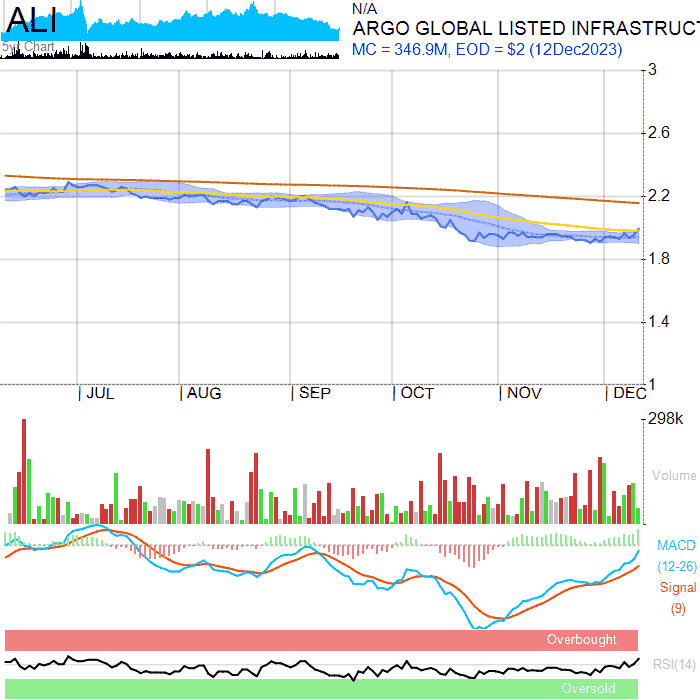 ALI
5yr Chart
N/A
ARGO GLOBAL LISTED INFRASTRUCT
MC = 346.9M, EOD = $2 (12Dec2023)
3
2.6
2.2
1.8
1.4
1
JUL AUG SEP OCT NOV DEC
298k
Volume
MACD
(12-26)
Signal
(9)
Overbought
RSI(14)
Oversold